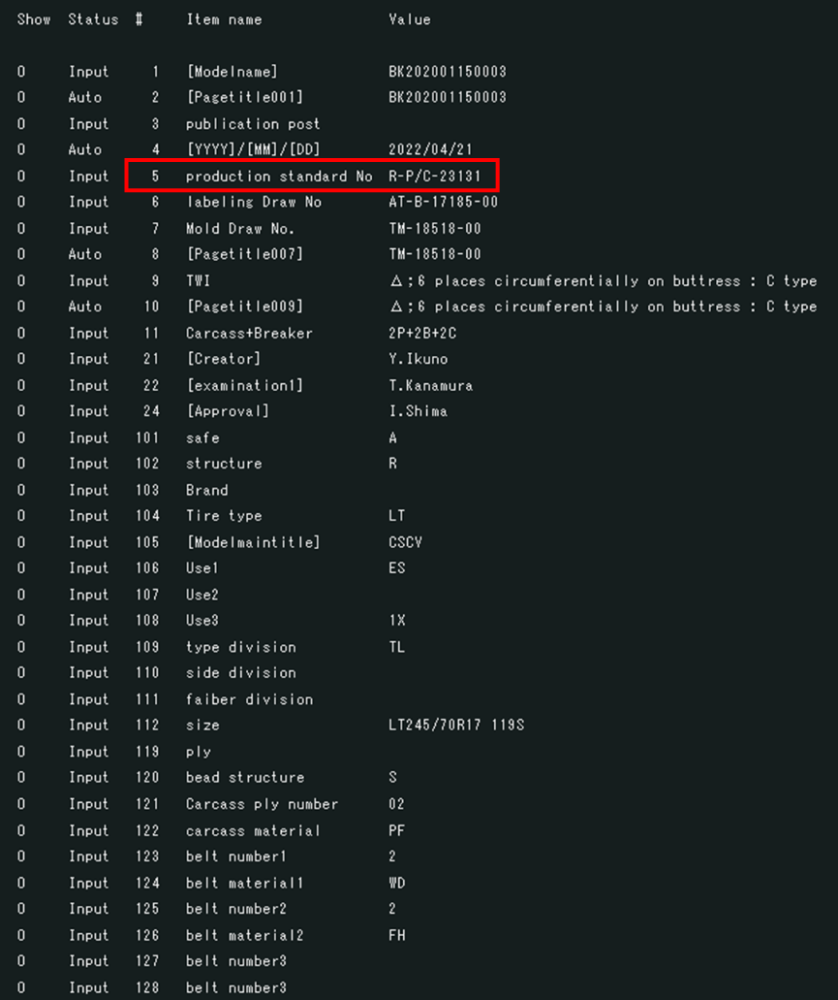 Show Status # Item name Value
0 Input 1 [Modelname] BK202001150003
0 Auto 2 [Pagetitle001] BK202001150003
0 Input 3 publication post
0 Auto 4 [YYYY]/[MM]/[DD] 2022/04/21
0 Input 5 production standard No R-P/C-23131
0 Input 6 labeling Draw No AT-B-17185-00
0 Input 7 Mold Draw No. TM-18518-00
0 Auto 8 [Pagetitle007] TM-18518-00
0 Input 9 TWI Δ;6 places circumferentially on buttress : C type
0 Auto 10 [Pagetitle009] Δ;6 places circumferentially on buttress : C type
0 Input 11 Carcass+Breaker 2P+2B+2C
0 Input 21 [Creator] Y.Ikuno
0 Input 22 [examination1] T.Kanamura
0 Input 24 [Approval] I.Shima
0 Input 101 safe A
0 Input 102 structure R
0 Input 103 Brand
0 Input 104 Tire type LT
0 Input 105 [Modelmaintitle] CSCV
0 Input 106 Use1 ES
0 Input 107 Use2
0 Input 108 Use3 1X
0 Input 109 type division TL
0 Input 110 side division
0 Input 111 faiber division
0 Input 112 size LT245/70R17 119S
0 Input 119 ply
0 Input 120 bead structure S
0 Input 121 Carcass ply number 02
0 Input 122 carcass material PF
0 Input 123 belt number1 2
0 Input 124 belt material1 WD
0 Input 125 belt number2 2
0 Input 126 belt material2 FH
0 Input 127 belt number3
0 Input 128 belt number3